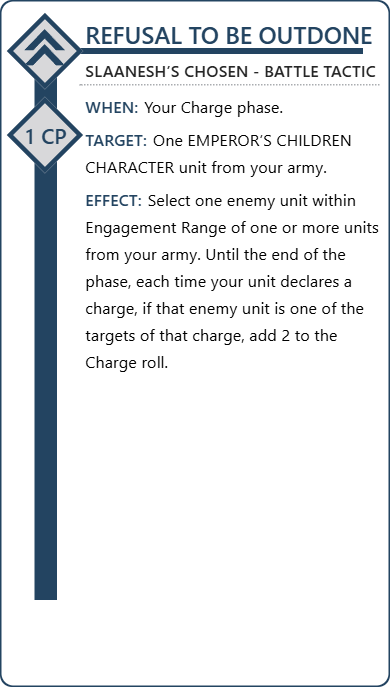 REFUSAL TO BE OUTDONE
SLAANESH’S CHOSEN - BATTLE TACTIC
WHEN: Your Charge phase.
1 CP
TARGET: One EMPEROR’S CHILDREN
CHARACTER unit from your army.
EFFECT: Select one enemy unit within
Engagement Range of one or more units
from your army. Until the end of the
phase, each time your unit declares a
charge, if that enemy unit is one of the
targets of that charge, add 2 to the
Charge roll.